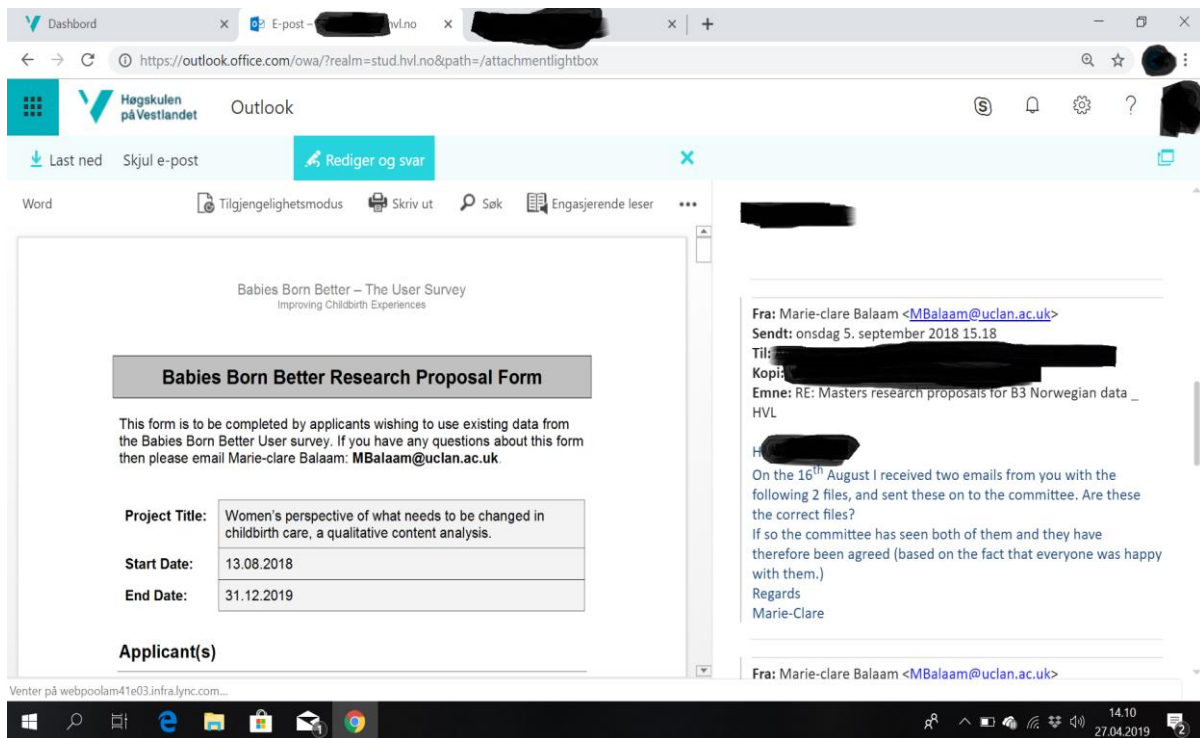 Dashbord
E-post –
hvl.no
https://outlook.office.com/owa/?realm=stud.hvl.no&path=/attachmentlightbox
Høgskulen
på Vestlandet
Outlook
Last ned
Skjul e-post
Rediger og svar
Word
Tilgjengelighetsmodus
Skriv ut
Søk
Engasjerende leser
Babies Born Better – The User Survey
Improving Childbirth Experiences
Babies Born Better Research Proposal Form
This form is to be completed by applicants wishing to use existing data from
the Babies Born Better User survey. If you have any questions about this form
then please email Marie-clare Balaam: MBalaam@uclan.ac.uk.
Project Title:
Women's perspective of what needs to be changed in
childbirth care, a qualitative content analysis.
Start Date:
13.08.2018
End Date:
31.12.2019
Applicant(s)
Fra: Marie-clare Balaam <MBalaam@uclan.ac.uk>
Sendt: onsdag 5. september 2018 15.18
Til:
Kopi:
Emne: RE: Masters research proposals for B3 Norwegian data _
HVL
H
On the 16th August I received two emails from you with the
following 2 files, and sent these on to the committee. Are these
the correct files?
If so the committee has seen both of them and they have
therefore been agreed (based on the fact that everyone was happy
with them.)
Regards
Marie-Clare
Fra: Marie-clare Balaam <MBalaam@uclan.ac.uk>
Venter på webpoolam41e03.infra.lync.com...
14.10
27.04.2019